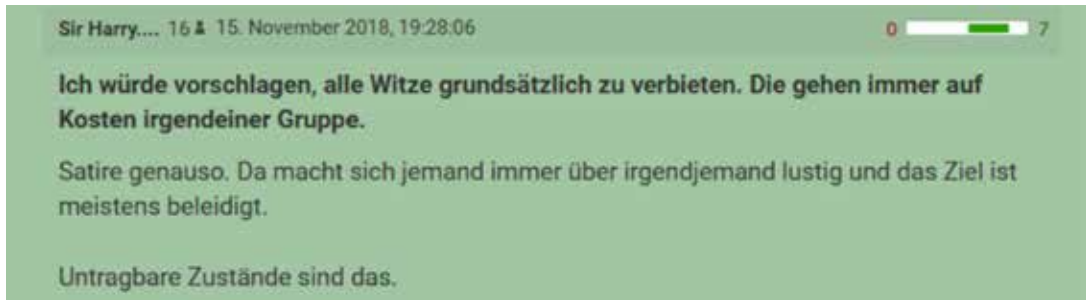 Sir Harry.... 16 15. November 2018, 19:28:06 0 7
Ich würde vorschlagen, alle Witze grundsätzlich zu verbieten. Die gehen immer auf
Kosten irgendeiner Gruppe.
Satire genauso. Da macht sich jemand immer über irgendjemand lustig und das Ziel ist
meistens beleidigt.
Untragbare Zustände sind das.